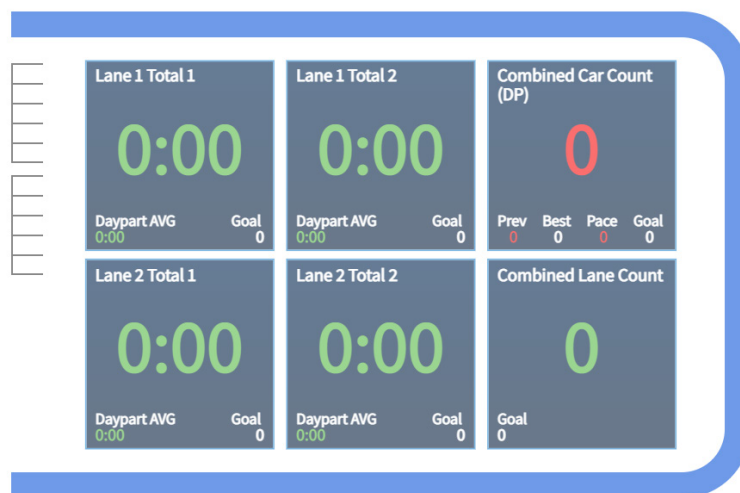 Lane 1 Total 1
0:00
Daypart AVG Goal
0:00 0
Lane 1 Total 2
0:00
Daypart AVG Goal
0:00 0
Combined Car Count
(DP)
0
Prev Best Pace Goal
0 0 0 0
Lane 2 Total 1
0:00
Daypart AVG Goal
0:00 0
Lane 2 Total 2
0:00
Daypart AVG Goal
0:00 0
Combined Lane Count
0
Goal
0